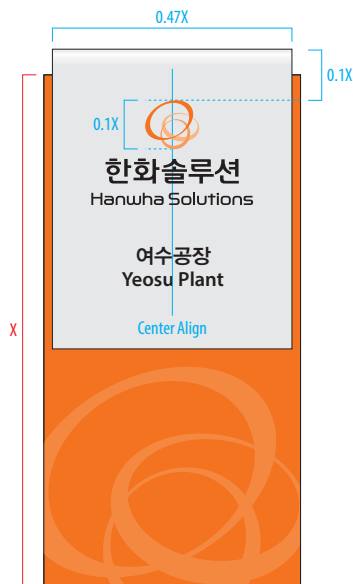 0.47X
0.1X
0.1X
한화솔루션
Hanwha Solutions
여수공장
Yeosu Plant
X
Center Align